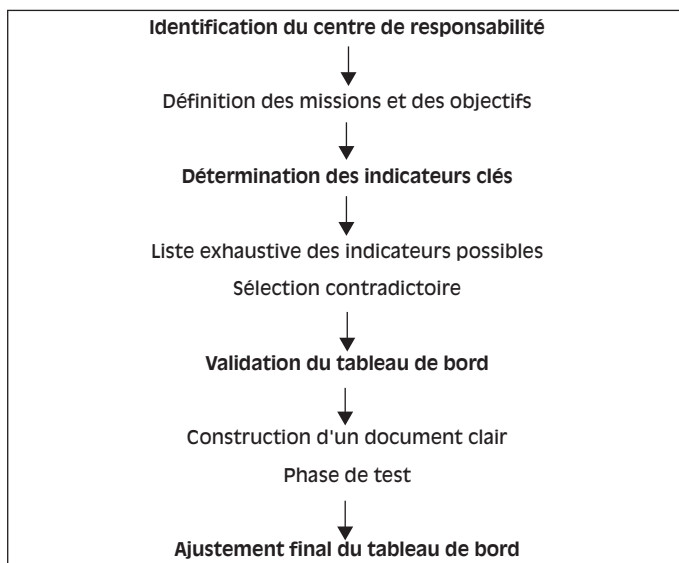 Identification du centre de responsabilité
Définition des missions et des objectifs
Détermination des indicateurs clés
Liste exhaustive des indicateurs possibles
Sélection contradictoire
Validation du tableau de bord
Construction d'un document clair
Phase de test
Ajustement final du tableau de bord